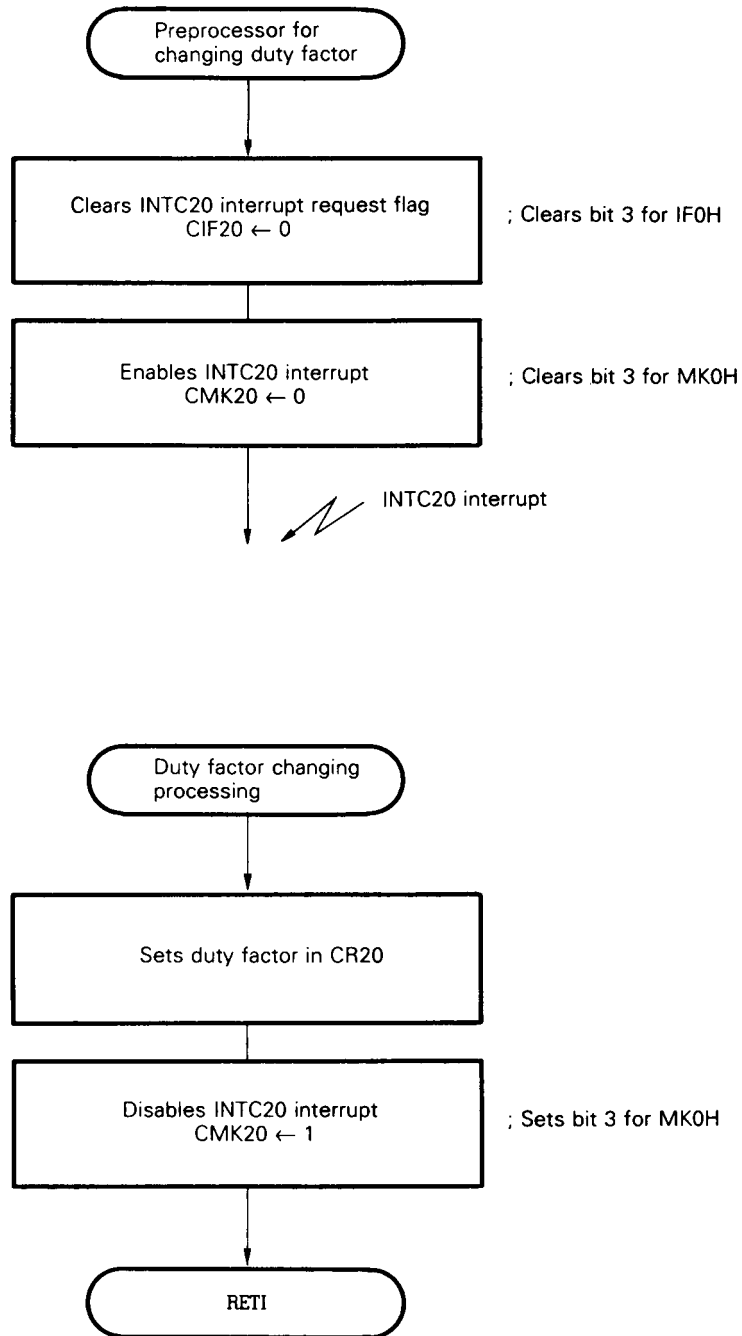 Preprocessor for
changing duty factor
Clears INTC20 interrupt request flag
CIF20 ← 0
; Clears bit 3 for IF0H
Enables INTC20 interrupt
CMK20 ← 0
; Clears bit 3 for MK0H
INTC20 interrupt
Duty factor changing
processing
Sets duty factor in CR20
Disables INTC20 interrupt
CMK20 ← 1
; Sets bit 3 for MK0H
RETI